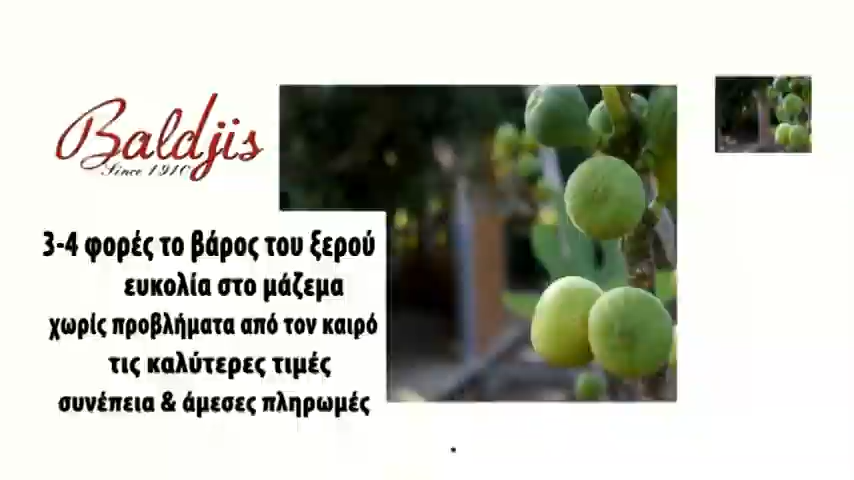 Baldjis
Since 1910
3-4 φορές το βάρος του ξερού
ευκολία στο μάζεμα
χωρίς προβλήματα από τον καιρό
τις καλύτερες τιμές
συνέπεια & άμεσες πληρωμές